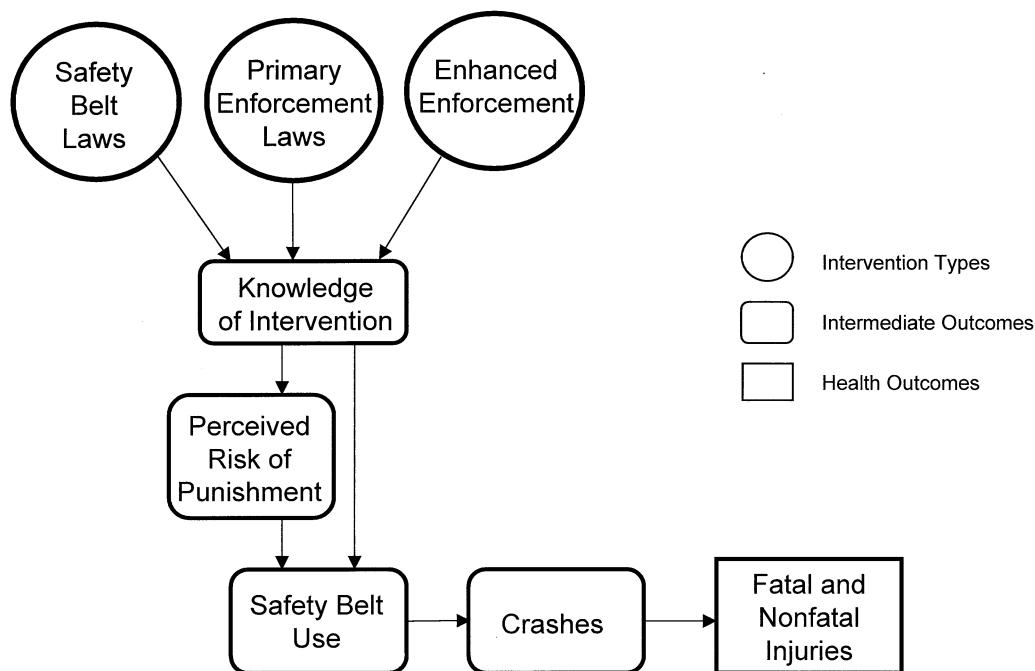 Safety
Belt
Laws
Primary
Enforcement
Laws
Enhanced
Enforcement
Knowledge
of Intervention
Perceived
Risk of
Punishment
Safety Belt
Use
Crashes
Fatal and
Nonfatal
Injuries
Intervention Types
Intermediate Outcomes
Health Outcomes